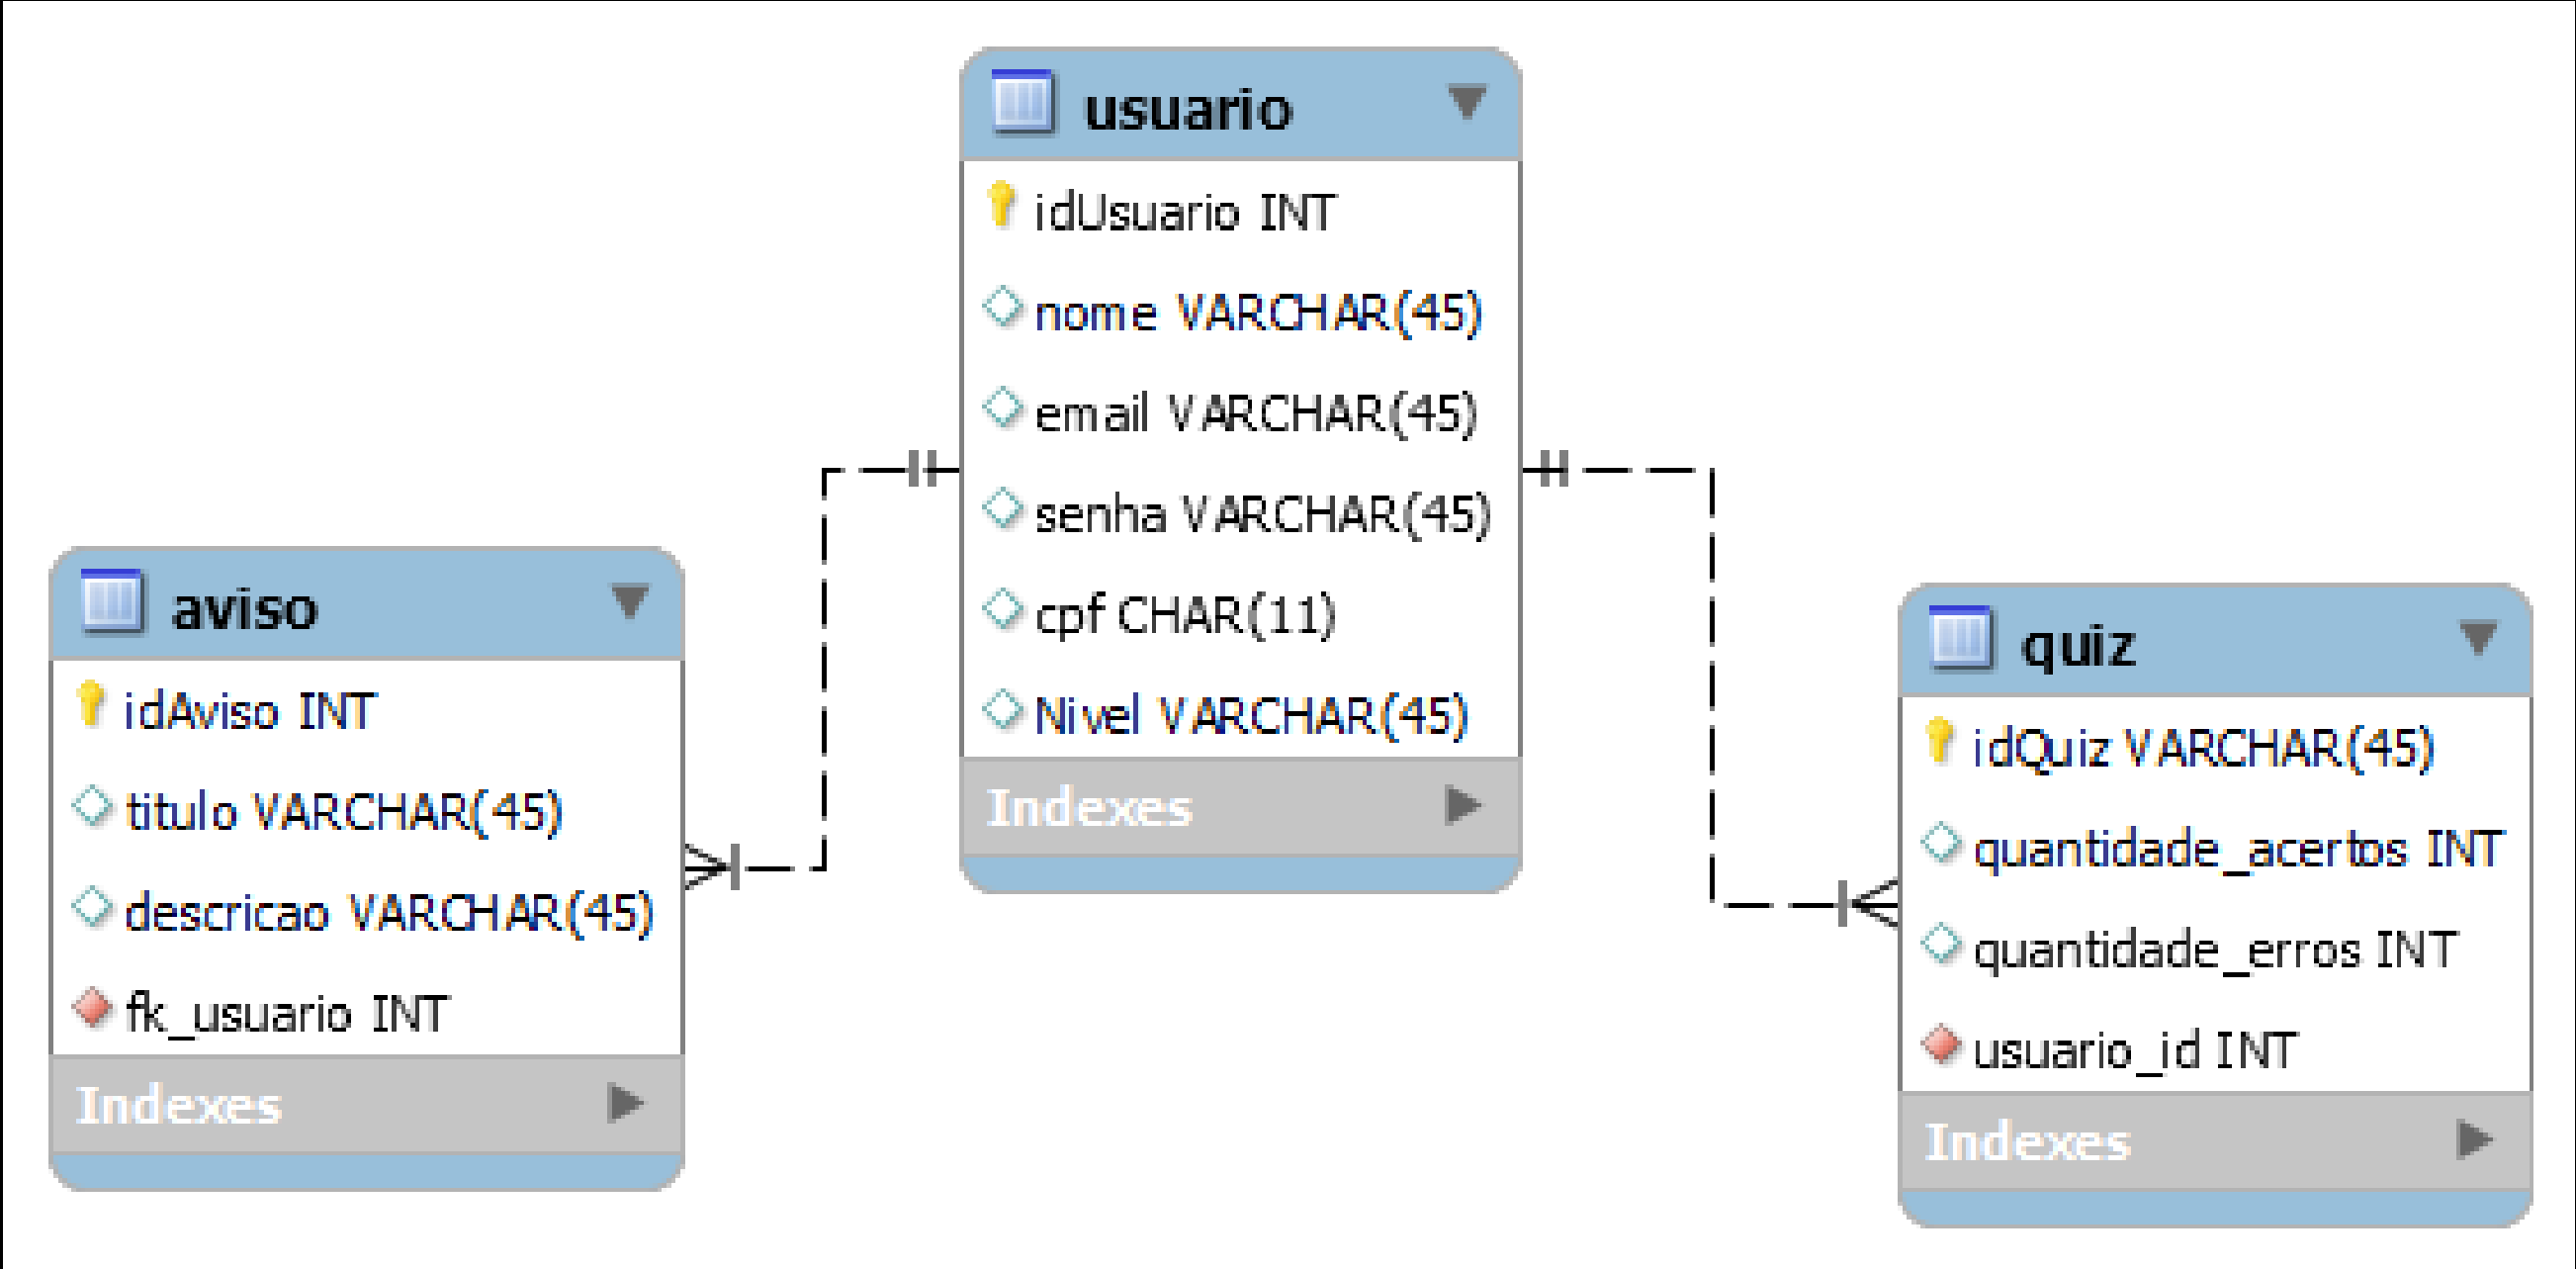 usuario
idUsuario INT
nome VARCHAR(45)
email VARCHAR(45)
senha VARCHAR(45)
cpf CHAR(11)
Nivel VARCHAR(45)
Indexes
aviso
idAviso INT
titulo VARCHAR(45)
descricao VARCHAR(45)
fk_usuario INT
Indexes
quiz
idQuiz VARCHAR(45)
quantidade_acertos INT
quantidade_erros INT
usuario_id INT
Indexes